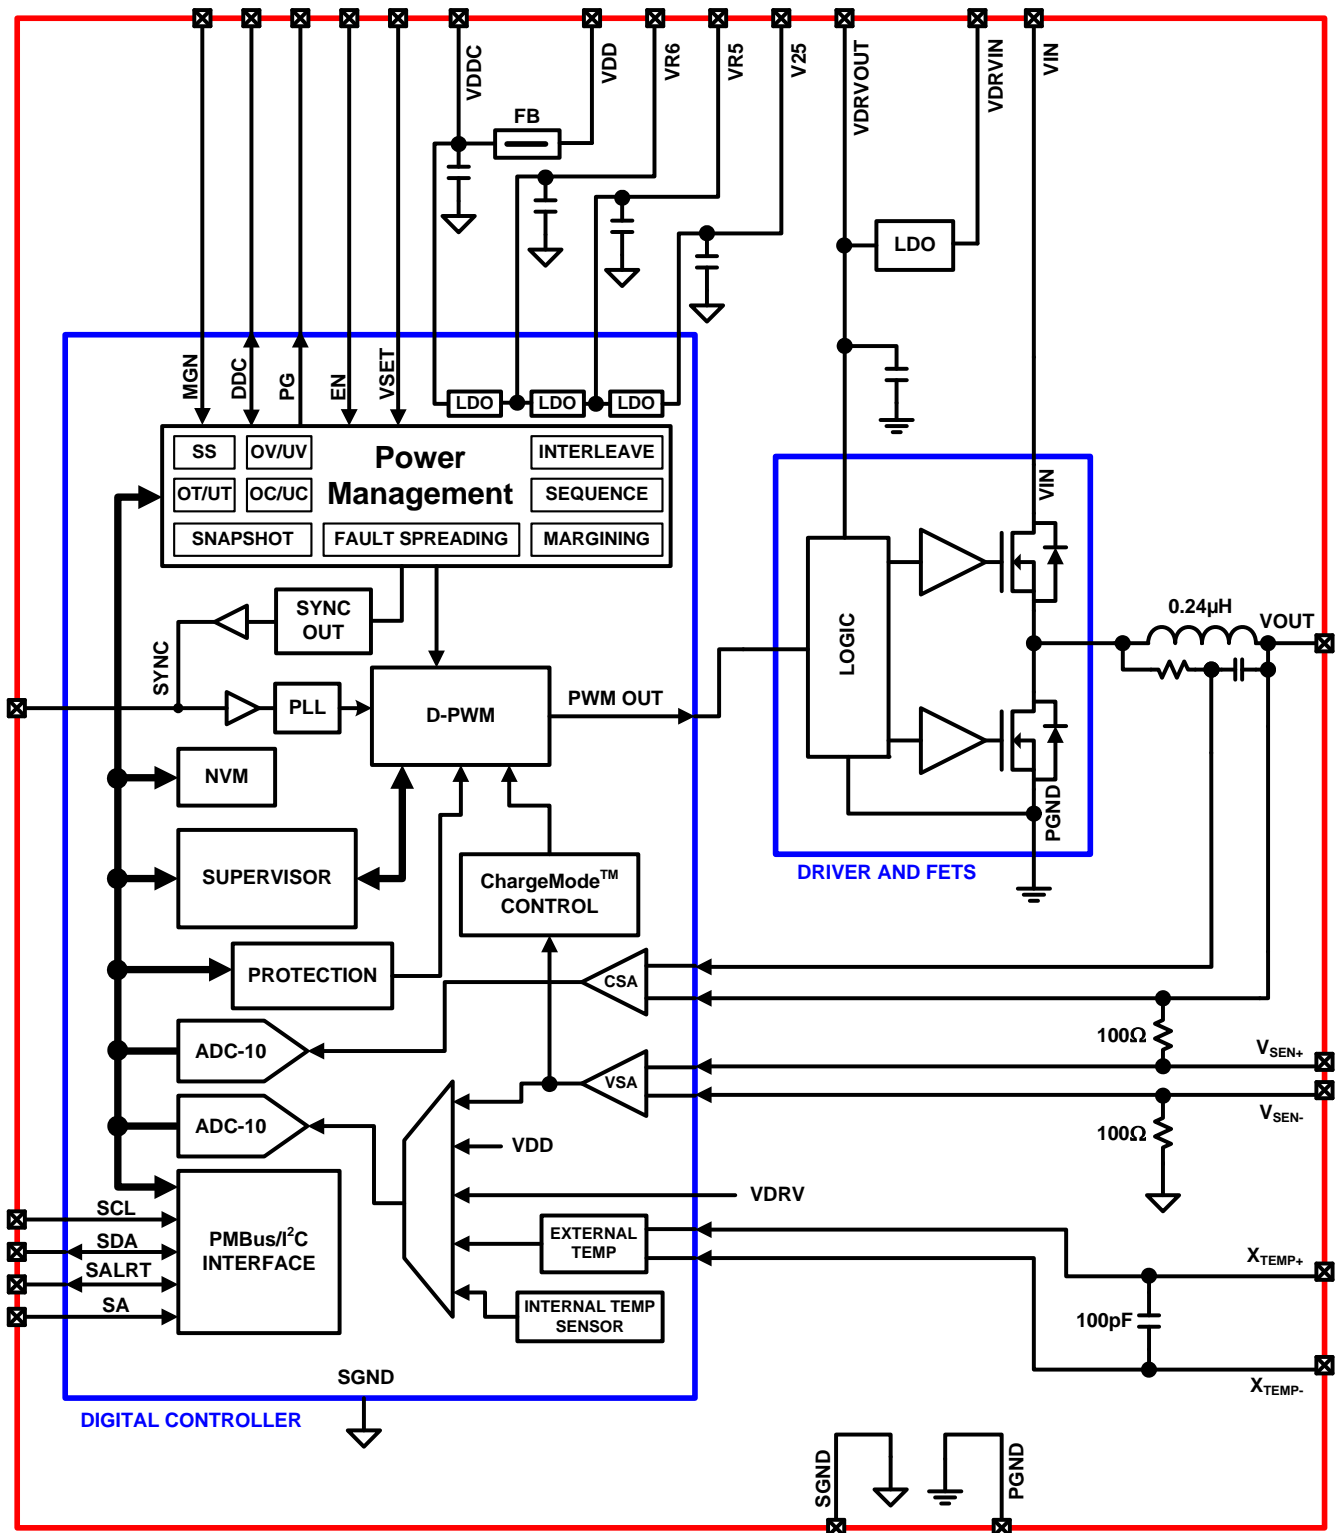 VDDC
VDD
VR6
VR5
V25
VDRVOUT
VDRVIN
VIN
FB
LDO
MGN
DDC
PG
EN
VSET
LDO
LDO
LDO
SS
OV/UV
Power
Management
INTERLEAVE
OT/UT
OC/UC
SEQUENCE
SNAPSHOT
FAULT SPREADING
MARGINING
VIN
SYNC
OUT
SYNC
PLL
D-PWM
PWM OUT
LOGIC
0.24µH
VOUT
NVM
SUPERVISOR
ChargeMode™
CONTROL
PGND
DRIVER AND FETS
PROTECTION
CSA
ADC-10
100Ω
VSEN+
VSA
ADC-10
VSEN-
100Ω
VDD
VDRV
SCL
SDA
SALRT
SA
PMBus/I²C
INTERFACE
EXTERNAL
TEMP
XTEMP+
INTERNAL TEMP
SENSOR
100pF
XTEMP-
SGND
DIGITAL CONTROLLER
SGND
PGND